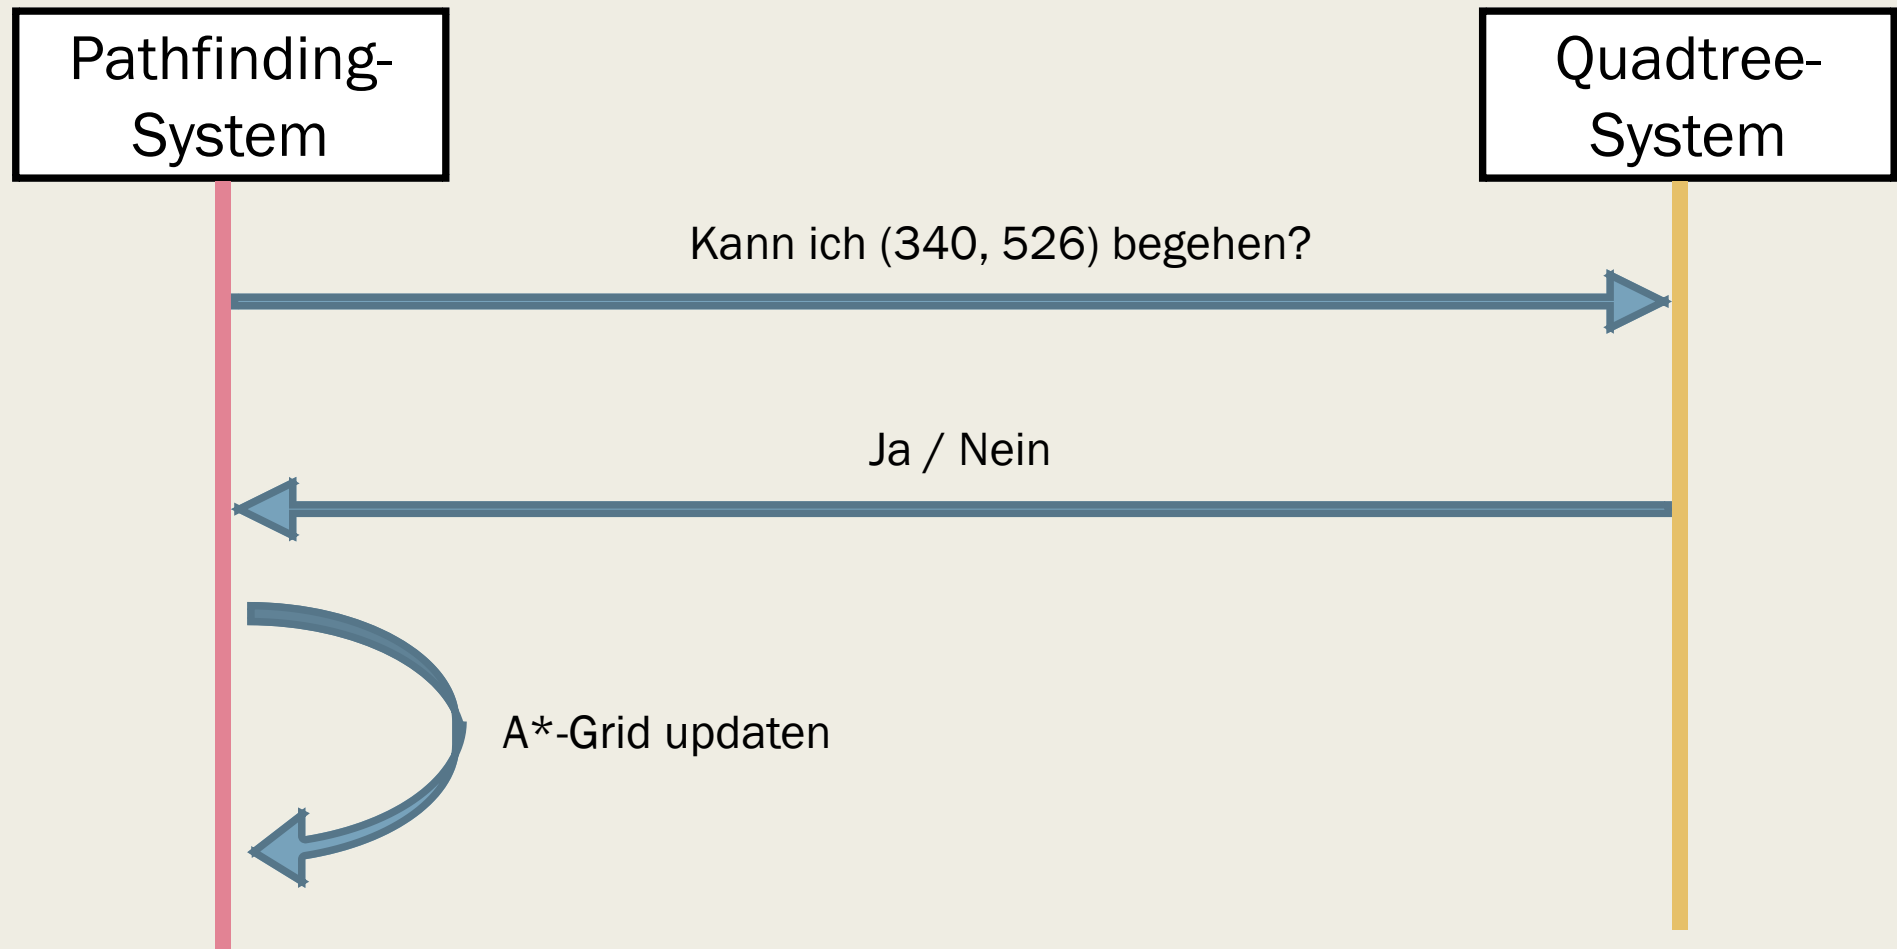 Pathfinding-
System
Quadtree-
System
Kann ich (340, 526) begehen?
Ja / Nein
A*-Grid updaten